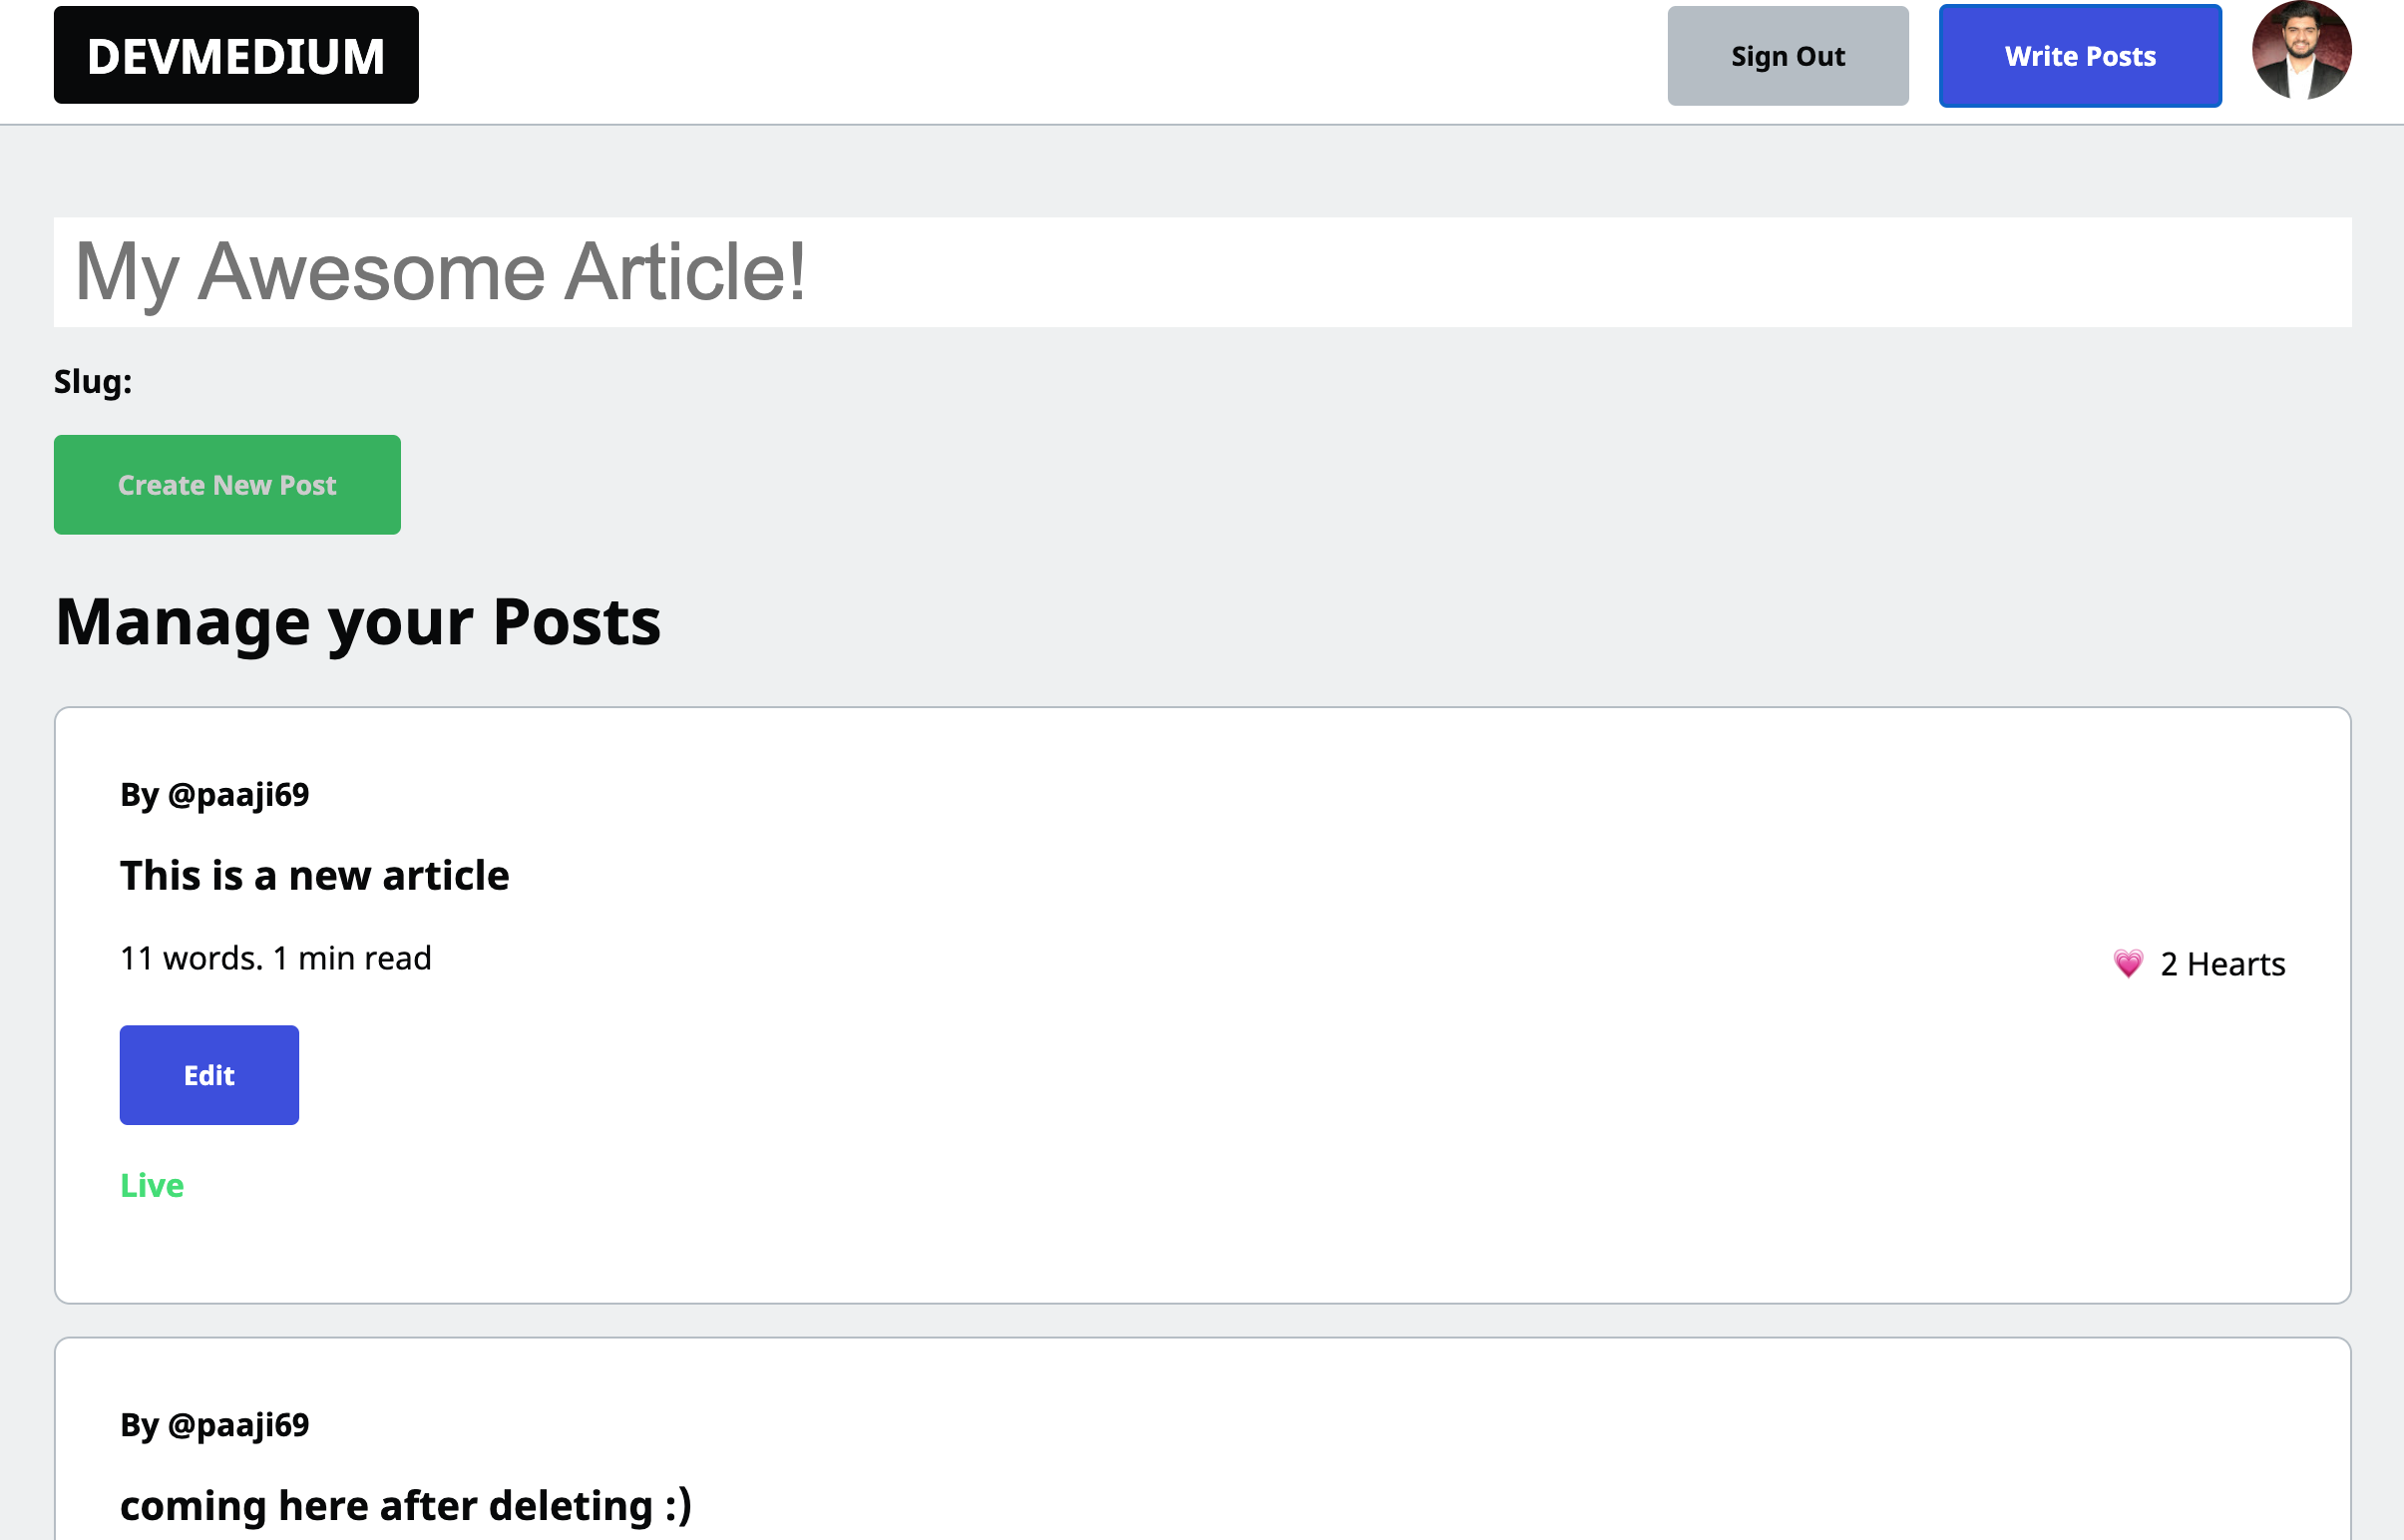 DEVMEDIUM
Sign Out
Write Posts
My Awesome Article!
Slug:
Create New Post
Manage your Posts
By @paaji69
This is a new article
11 words. 1 min read
💗 2 Hearts
Edit
Live
By @paaji69
coming here after deleting :)